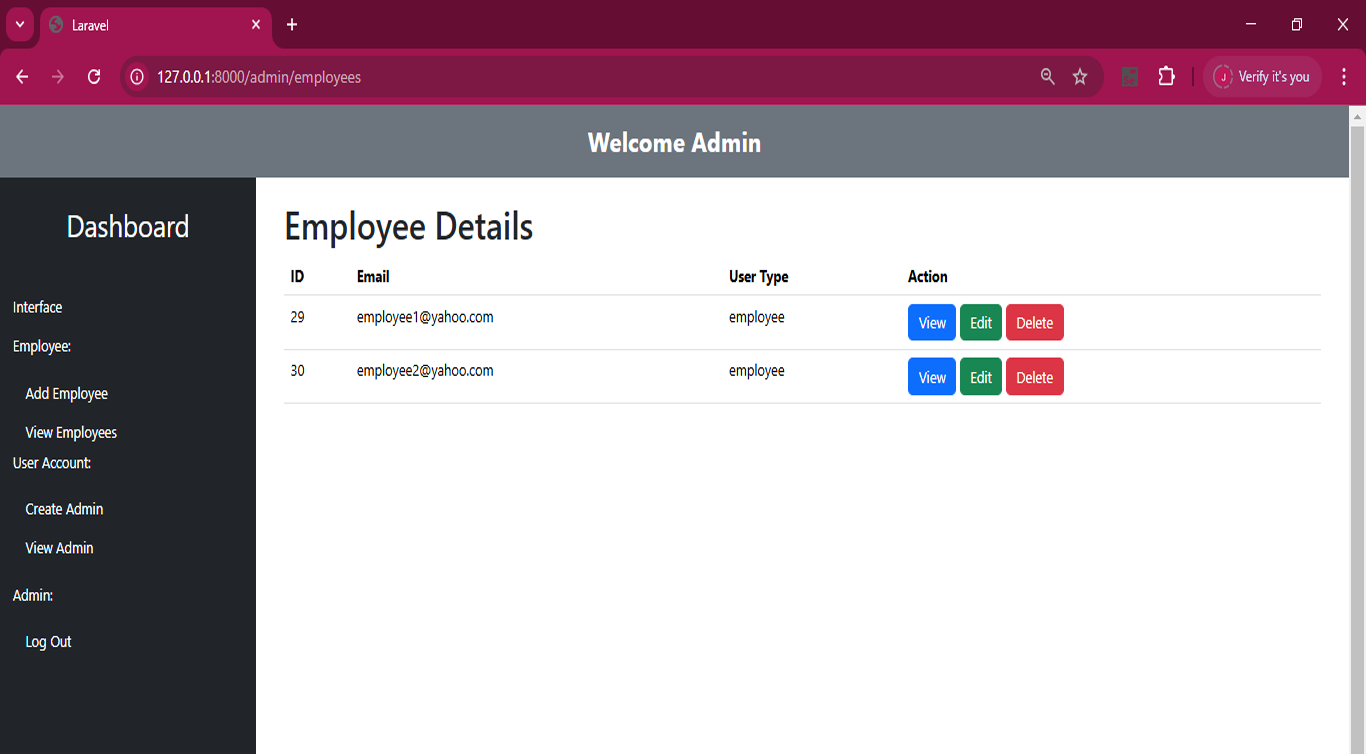 Laravel
127.0.0.1:8000/admin/employees
J Verify it's you
Welcome Admin
Dashboard
Interface
Employee:
Add Employee
View Employees
User Account:
Create Admin
View Admin
Admin:
Log Out
Employee Details
ID Email User Type Action
29 employee1@yahoo.com employee View Edit Delete
30 employee2@yahoo.com employee View Edit Delete